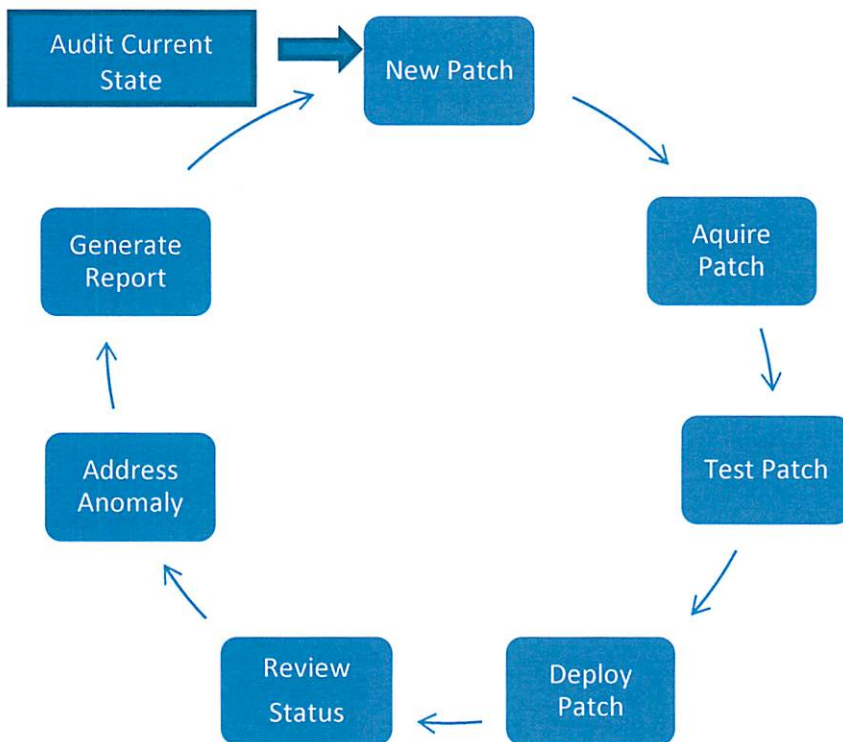 Audit Current
State
New Patch
Aquire
Patch
Test Patch
Deploy
Patch
Review
Status
Address
Anomaly
Generate
Report